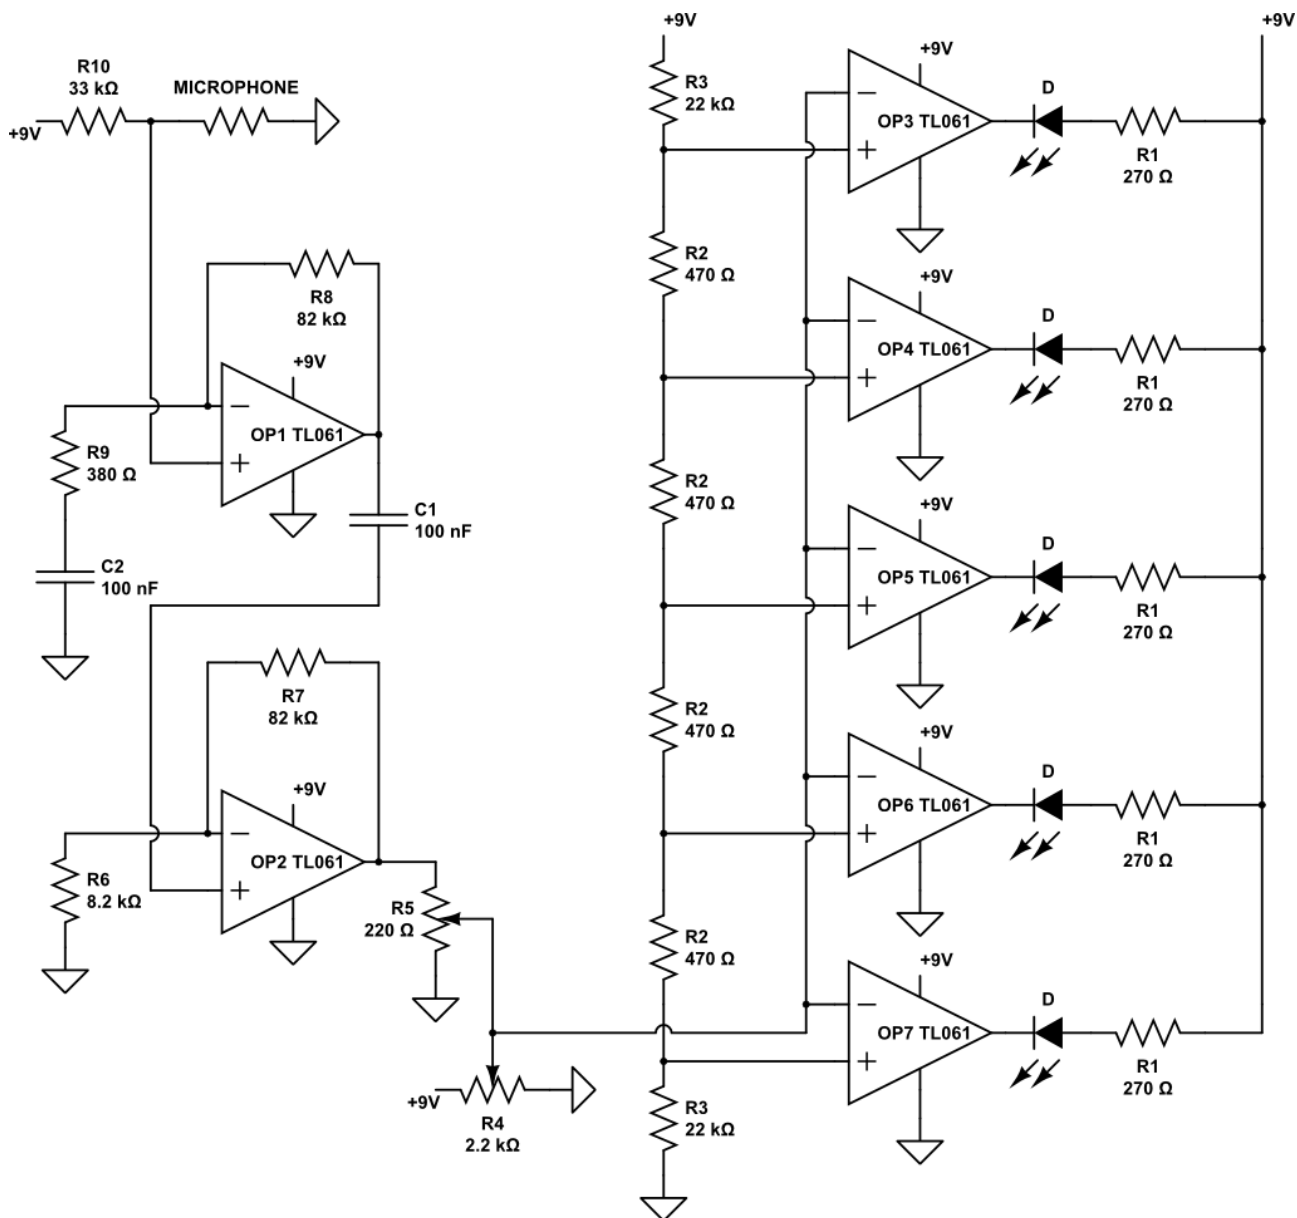 +9V
+9V
R10
33 kΩ
MICROPHONE
+9V
R3
22 kΩ
+9V
OP3 TL061
D
R1
270 Ω
R8
82 kΩ
R2
470 Ω
+9V
OP4 TL061
D
R1
270 Ω
+9V
OP1 TL061
R9
380 Ω
C1
100 nF
R2
470 Ω
+9V
OP5 TL061
D
R1
270 Ω
C2
100 nF
R7
82 kΩ
R2
470 Ω
+9V
OP6 TL061
D
R1
270 Ω
+9V
OP2 TL061
R6
8.2 kΩ
R5
220 Ω
R2
470 Ω
+9V
OP7 TL061
D
R1
270 Ω
+9V
R4
2.2 kΩ
R3
22 kΩ